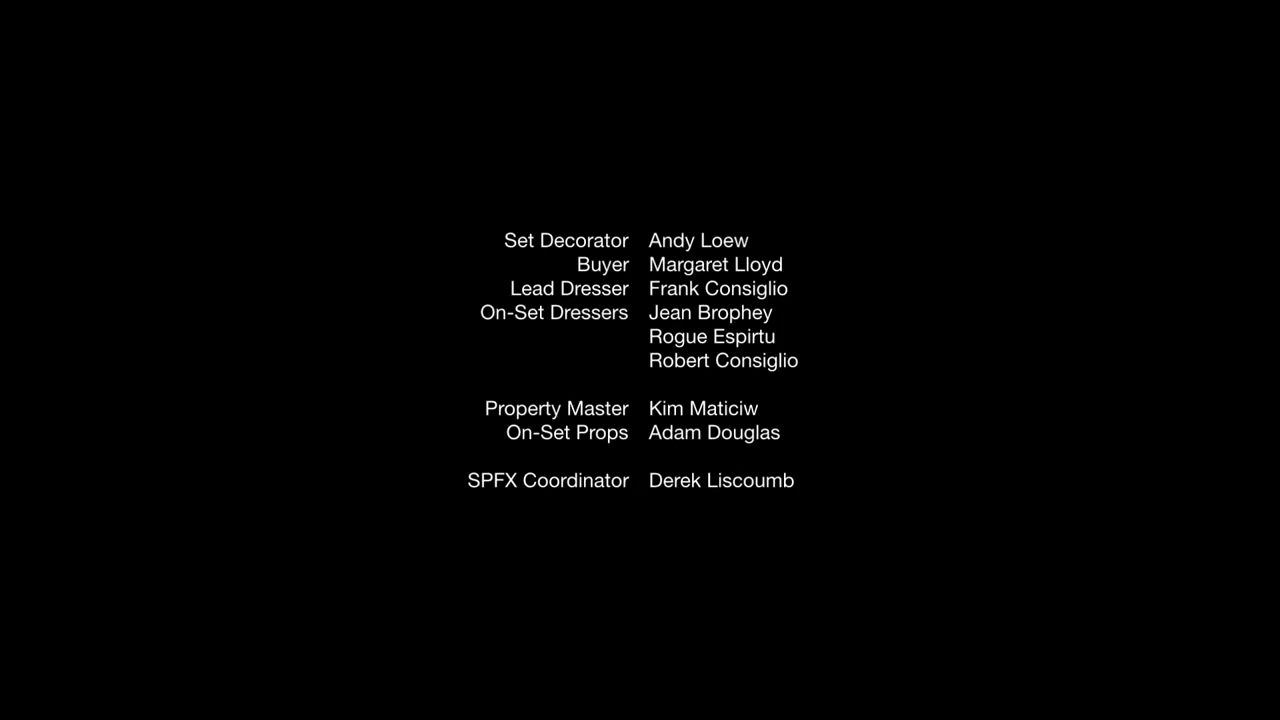 Set Decorator Andy Loew
Buyer Margaret Lloyd
Lead Dresser Frank Consiglio
On-Set Dressers Jean Brophey
Rogue Espirtu
Robert Consiglio
Property Master Kim Maticiw
On-Set Props Adam Douglas
SPFX Coordinator Derek Liscoumb